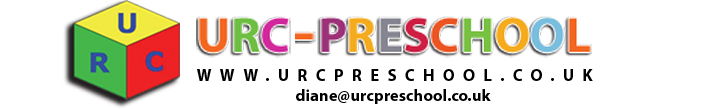 U
R C
URC-PRESCHOOL
WWW.URCPRESCHOOL.CO.UK
diane@urcpreschool.co.uk